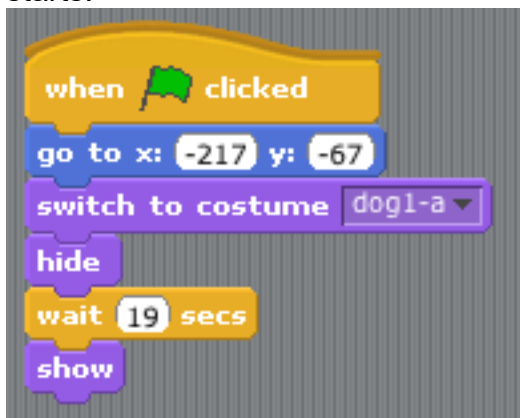 when clicked
go to x: -217 y: -67
switch to costume dog1-a
hide
wait 19 secs
show